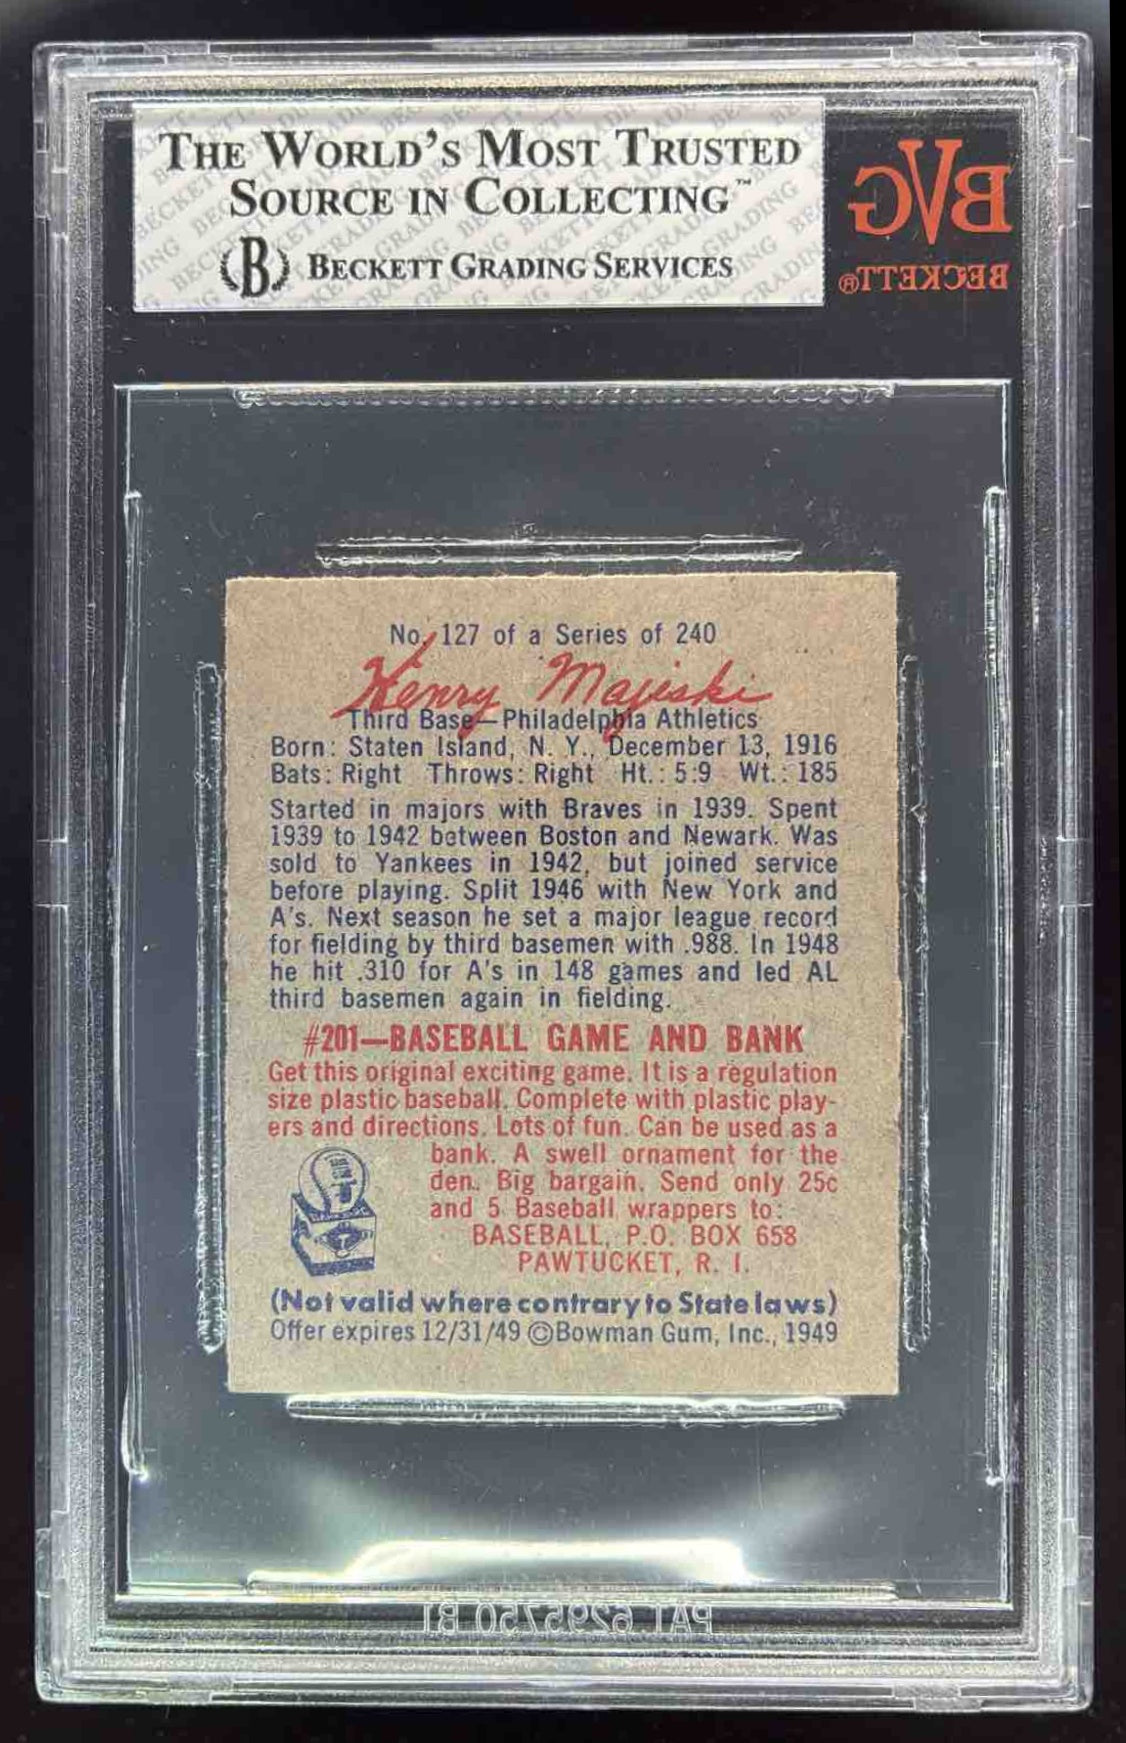 THE WORLD'S MOST TRUSTED
SOURCE IN COLLECTING™
(B) BECKETT GRADING SERVICES
BVG
BECKETT®
No. 127 of a Series of 240
Henry Majeski
Third Base—Philadelphia Athletics
Born: Staten Island, N. Y., December 13, 1916
Bats: Right Throws: Right Ht.: 5:9 Wt.: 185
Started in majors with Braves in 1939. Spent
1939 to 1942 between Boston and Newark. Was
sold to Yankees in 1942, but joined service
before playing. Split 1946 with New York and
A's. Next season he set a major league record
for fielding by third basemen with .988. In 1948
he hit .310 for A's in 148 games and led AL
third basemen again in fielding.
#201—BASEBALL GAME AND BANK
Get this original exciting game. It is a regulation
size plastic baseball. Complete with plastic play-
ers and directions. Lots of fun. Can be used as a
bank. A swell ornament for the
den. Big bargain. Send only 25c
and 5 Baseball wrappers to:
BASEBALL, P.O. BOX 658
PAWTUCKET, R. I.
(Not valid where contrary to State laws)
Offer expires 12/31/49 ©Bowman Gum, Inc., 1949
PAT. 6295750 B1